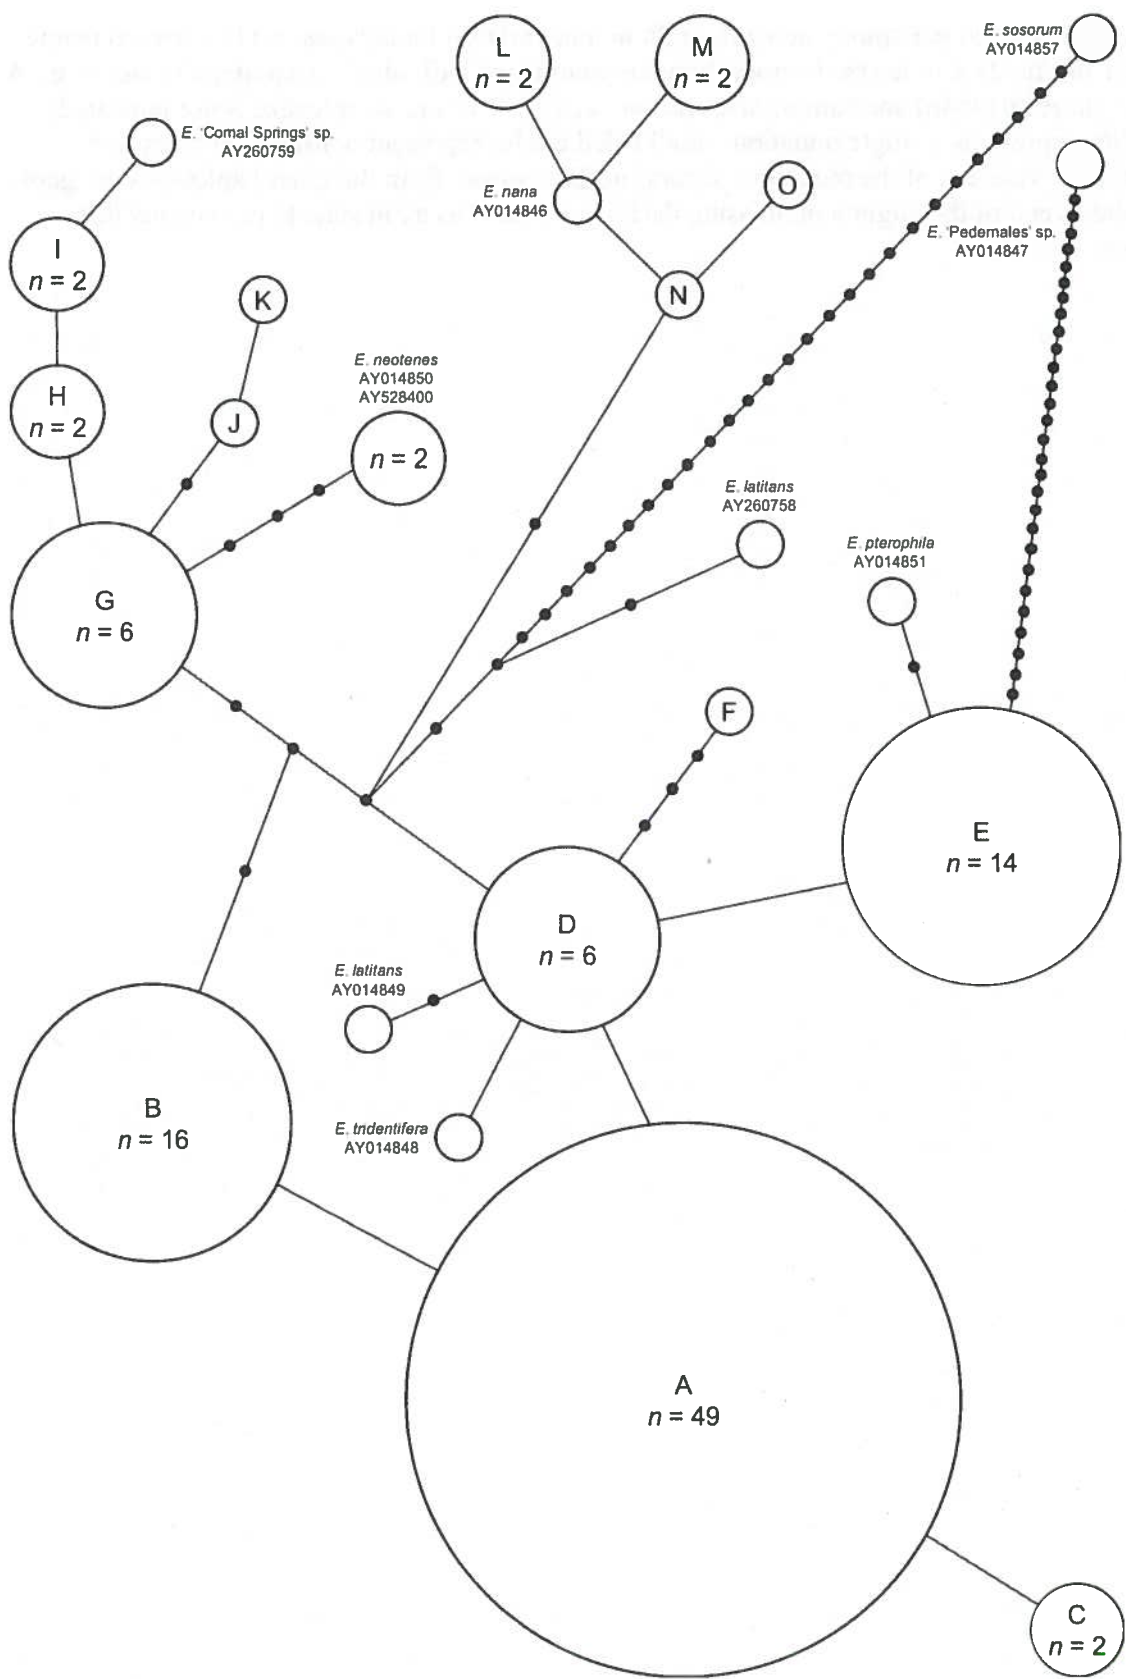 L
n = 2
M
n = 2
E. sosorum
AY014857
E. 'Comal Springs' sp.
AY260759
E. nana
AY014846
O
E. 'Pedernales' sp.
AY014847
I
n = 2
K
N
E. neotenes
AY014850
AY528400
H
n = 2
J
n = 2
E. latitans
AY260758
E. pterophila
AY014851
G
n = 6
F
E
n = 14
D
n = 6
E. latitans
AY014849
B
n = 16
E. tridentifera
AY014848
A
n = 49
C
n = 2